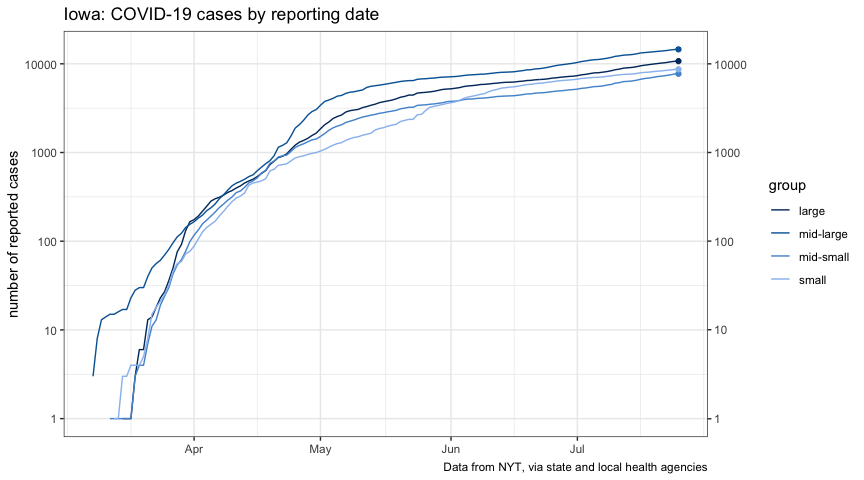 Iowa: COVID-19 cases by reporting date
number of reported cases
10000
1000
100
10
1
10000
1000
100
10
1
Apr
May
Jun
Jul
group
large
mid-large
mid-small
small
Data from NYT, via state and local health agencies